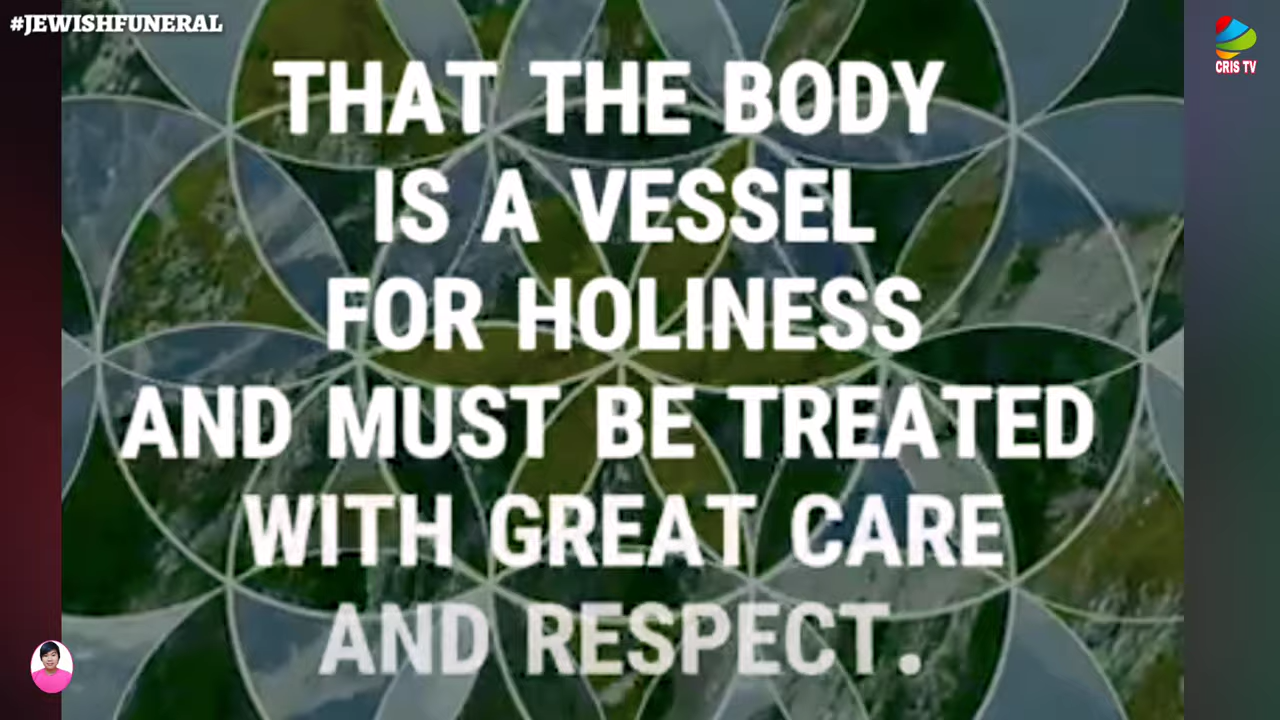 #JEWISHFUNERAL
CRIS TV
THAT THE BODY
IS A VESSEL
FOR HOLINESS
AND MUST BE TREATED
WITH GREAT CARE
AND RESPECT.